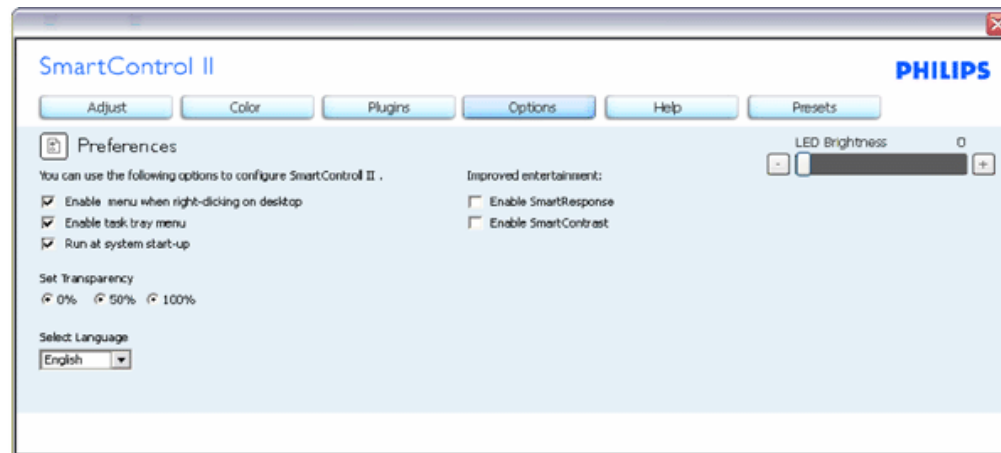 SmartControl II
PHILIPS
Adjust Color Plugins Options Help Presets
Preferences
LED Brightness 0
- +
You can use the following options to configure SmartControl II .
Improved entertainment:
Enable menu when right-clicking on desktop
Enable SmartResponse
Enable task tray menu
Enable SmartContrast
Run at system start-up
Set Transparency
0% 50% 100%
Select Language
English